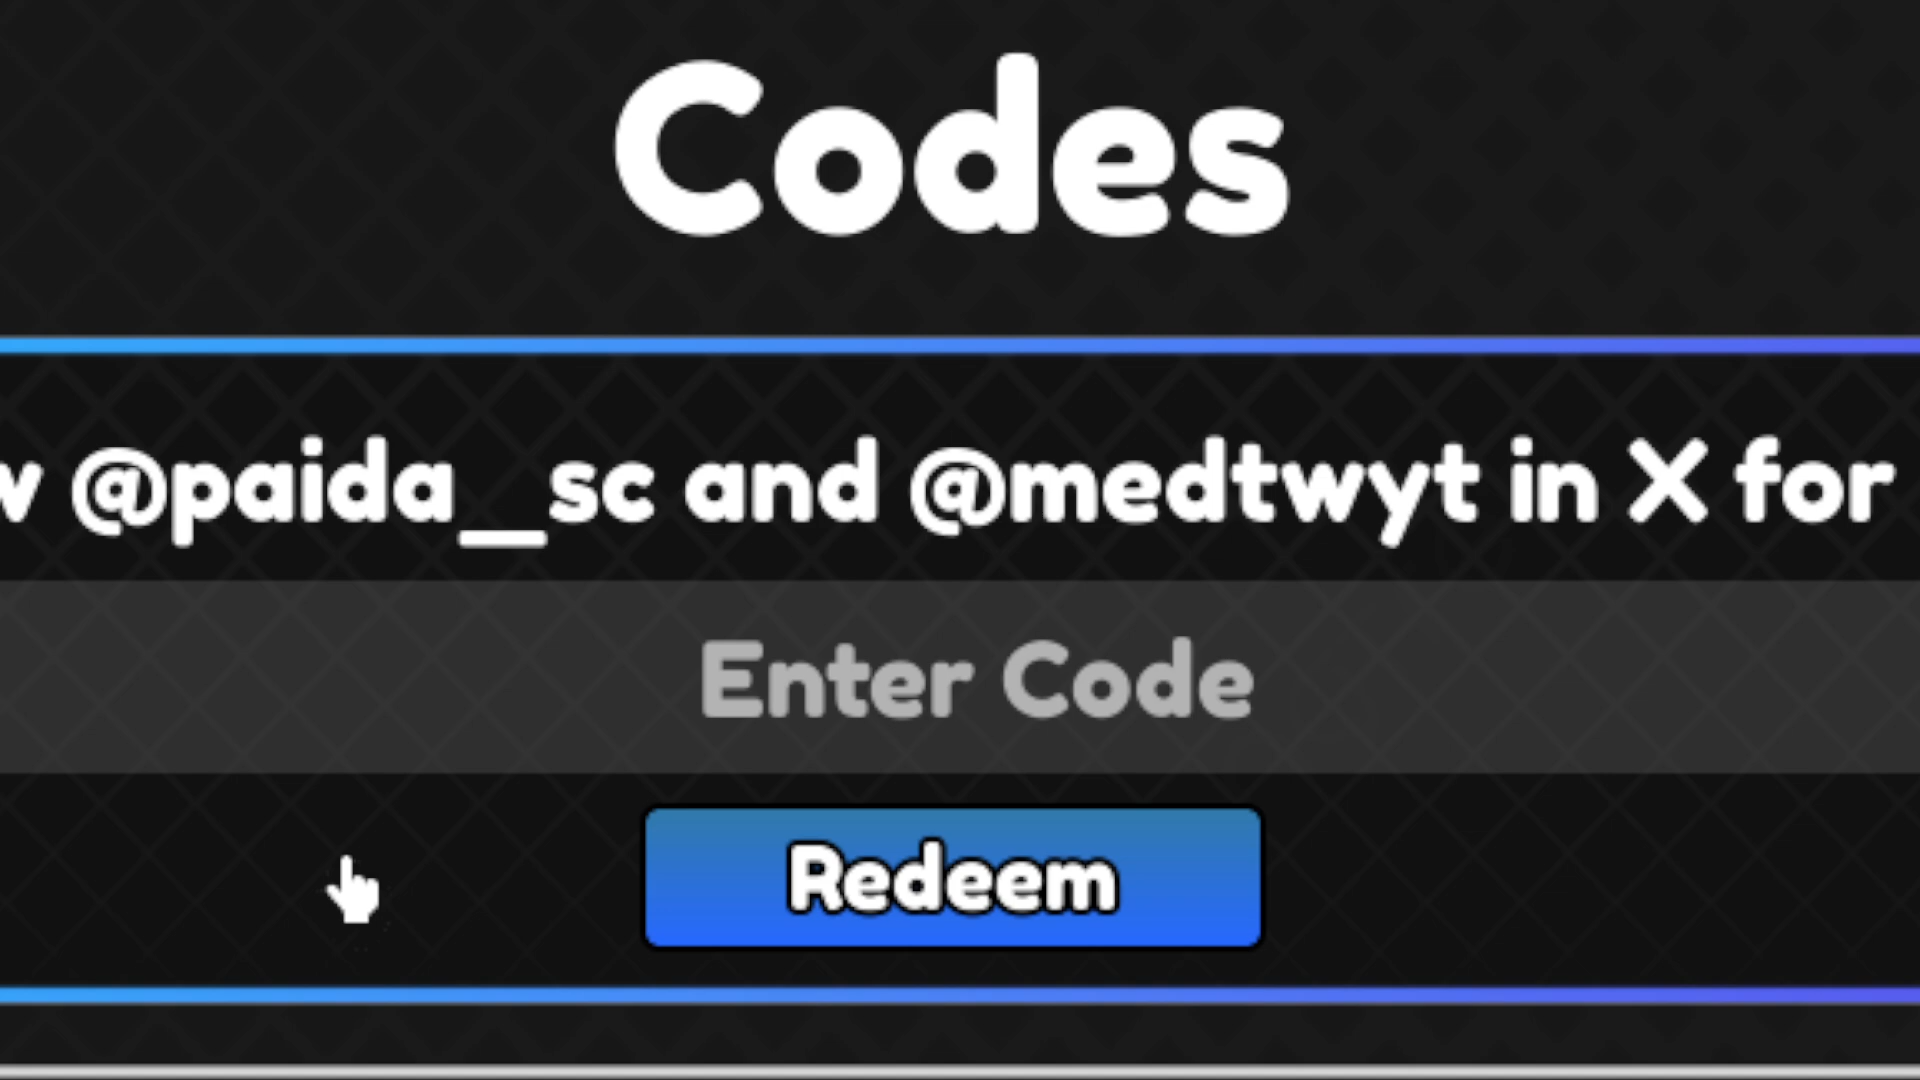 Codes
@paida_sc and @medtwyt in X for
Enter Code
Redeem